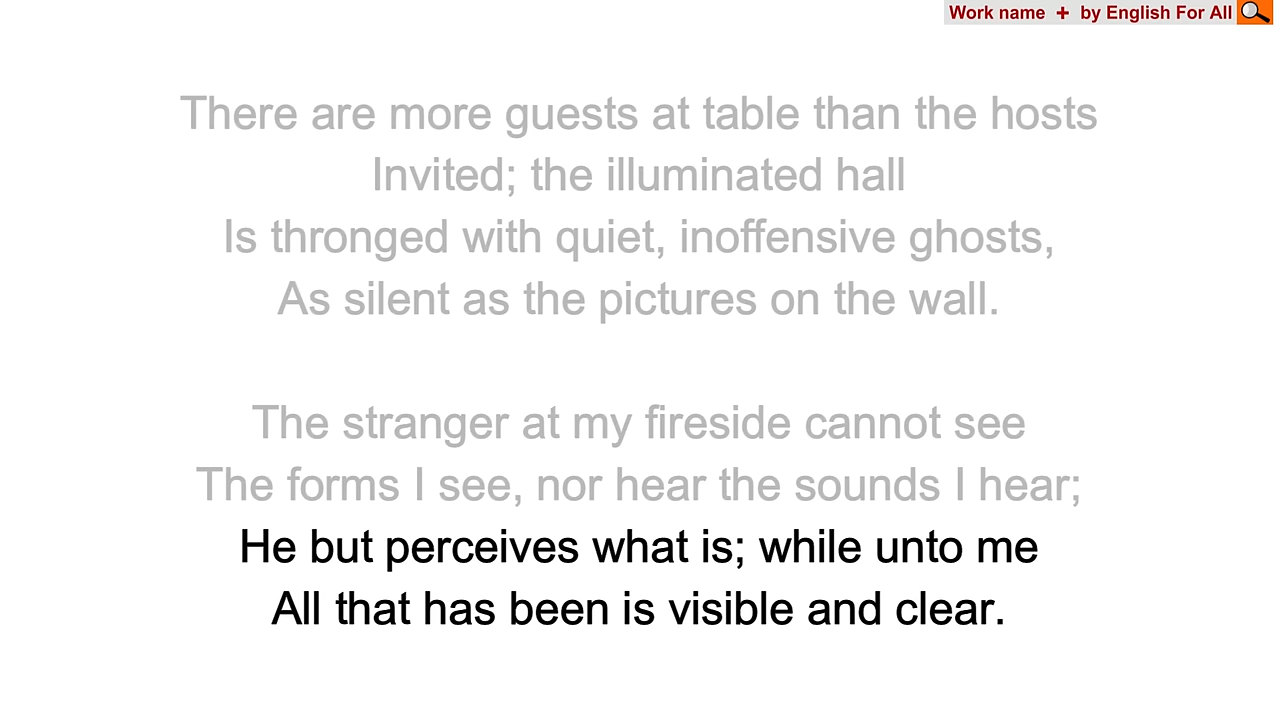 Work name + by English For All
There are more guests at table than the hosts
Invited; the illuminated hall
Is thronged with quiet, inoffensive ghosts,
As silent as the pictures on the wall.
The stranger at my fireside cannot see
The forms I see, nor hear the sounds I hear;
He but perceives what is; while unto me
All that has been is visible and clear.